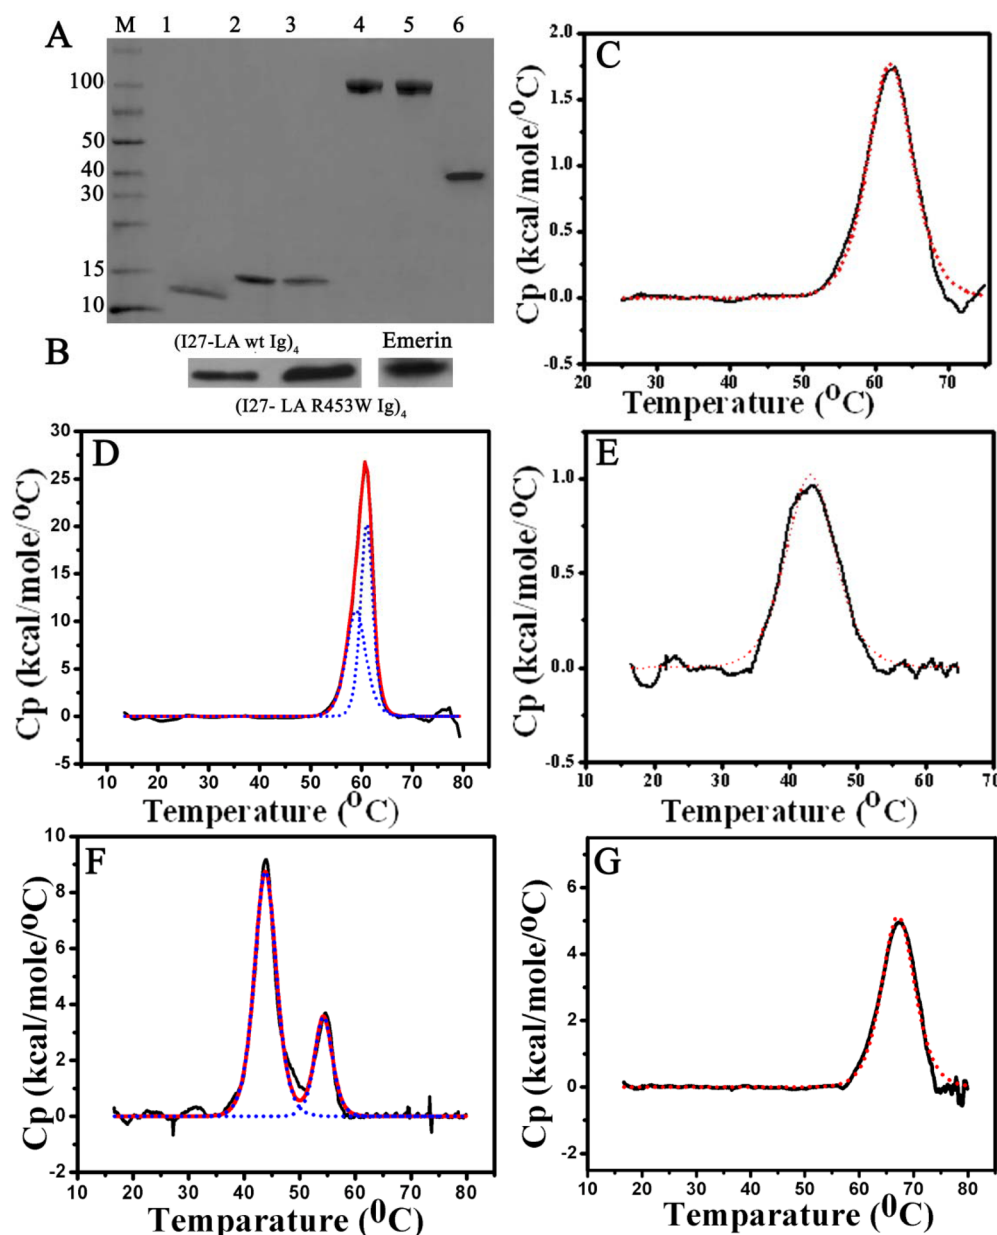 A
M 1 2 3 4 5 6
100
50
40
30
15
10
B
(I27-LA wt Ig)4
Emerin
(I27- LA R453W Ig)4
C
Cp (kcal/mole/°C)
2.0
1.5
1.0
0.5
0.0
-0.5
20 30 40 50 60 70
Temperature (°C)
D
Cp (kcal/mole/°C)
30
25
20
15
10
5
0
-5
10 20 30 40 50 60 70 80
Temperature (°C)
E
Cp (kcal/mole/°C)
1.0
0.5
0.0
-0.5
10 20 30 40 50 60 70
Temperature (°C)
F
Cp (kcal/mole/°C)
10
8
6
4
2
0
-2
10 20 30 40 50 60 70 80
Temparature (0C)
G
Cp (kcal/mole/°C)
6
4
2
0
-2
10 20 30 40 50 60 70 80
Temparature (0C)